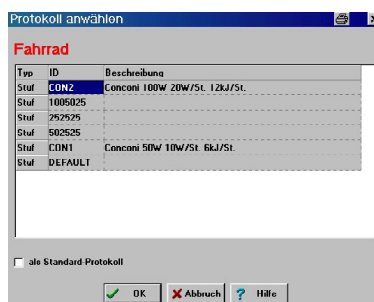 Protokoll anwählen
Fahrrad
Typ ID Beschreibung
Stuf CON2 Conconi 100W 20W/St. 12kJ/St.
Stuf 1005025
Stuf 252525
Stuf 502525
Stuf CON1 Conconi 50W 10W/St. 6kJ/St.
Stuf DEFAULT
als Standard-Protokoll
OK Abbruch ? Hilfe